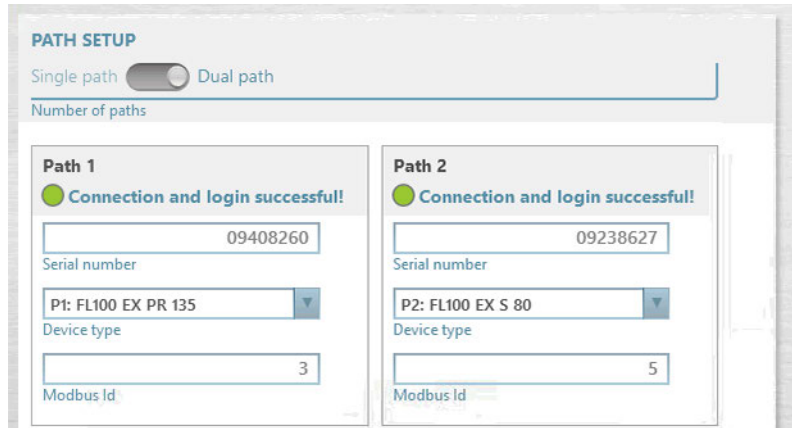 PATH SETUP
Single path Dual path
Number of paths
Path 1
Connection and login successful!
09408260
Serial number
P1: FL100 EX PR 135
Device type
3
Modbus Id
Path 2
Connection and login successful!
09238627
Serial number
P2: FL100 EX S 80
Device type
5
Modbus Id